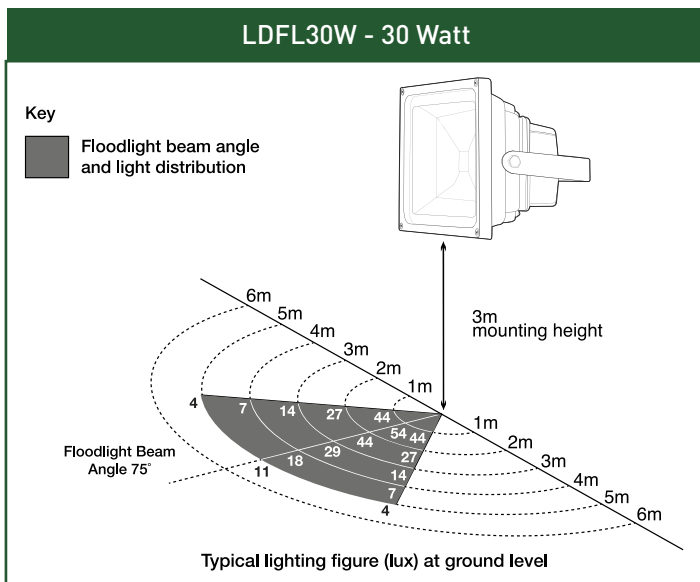 LDFL30W - 30 Watt
Key
Floodlight beam angle
and light distribution
3m
mounting height
6m
5m
4m
3m
2m
1m
1m
2m
3m
4m
5m
6m
4
7
14
27
44
54
44
44
27
29
14
18
7
11
4
Floodlight Beam
Angle 75°
Typical lighting figure (lux) at ground level